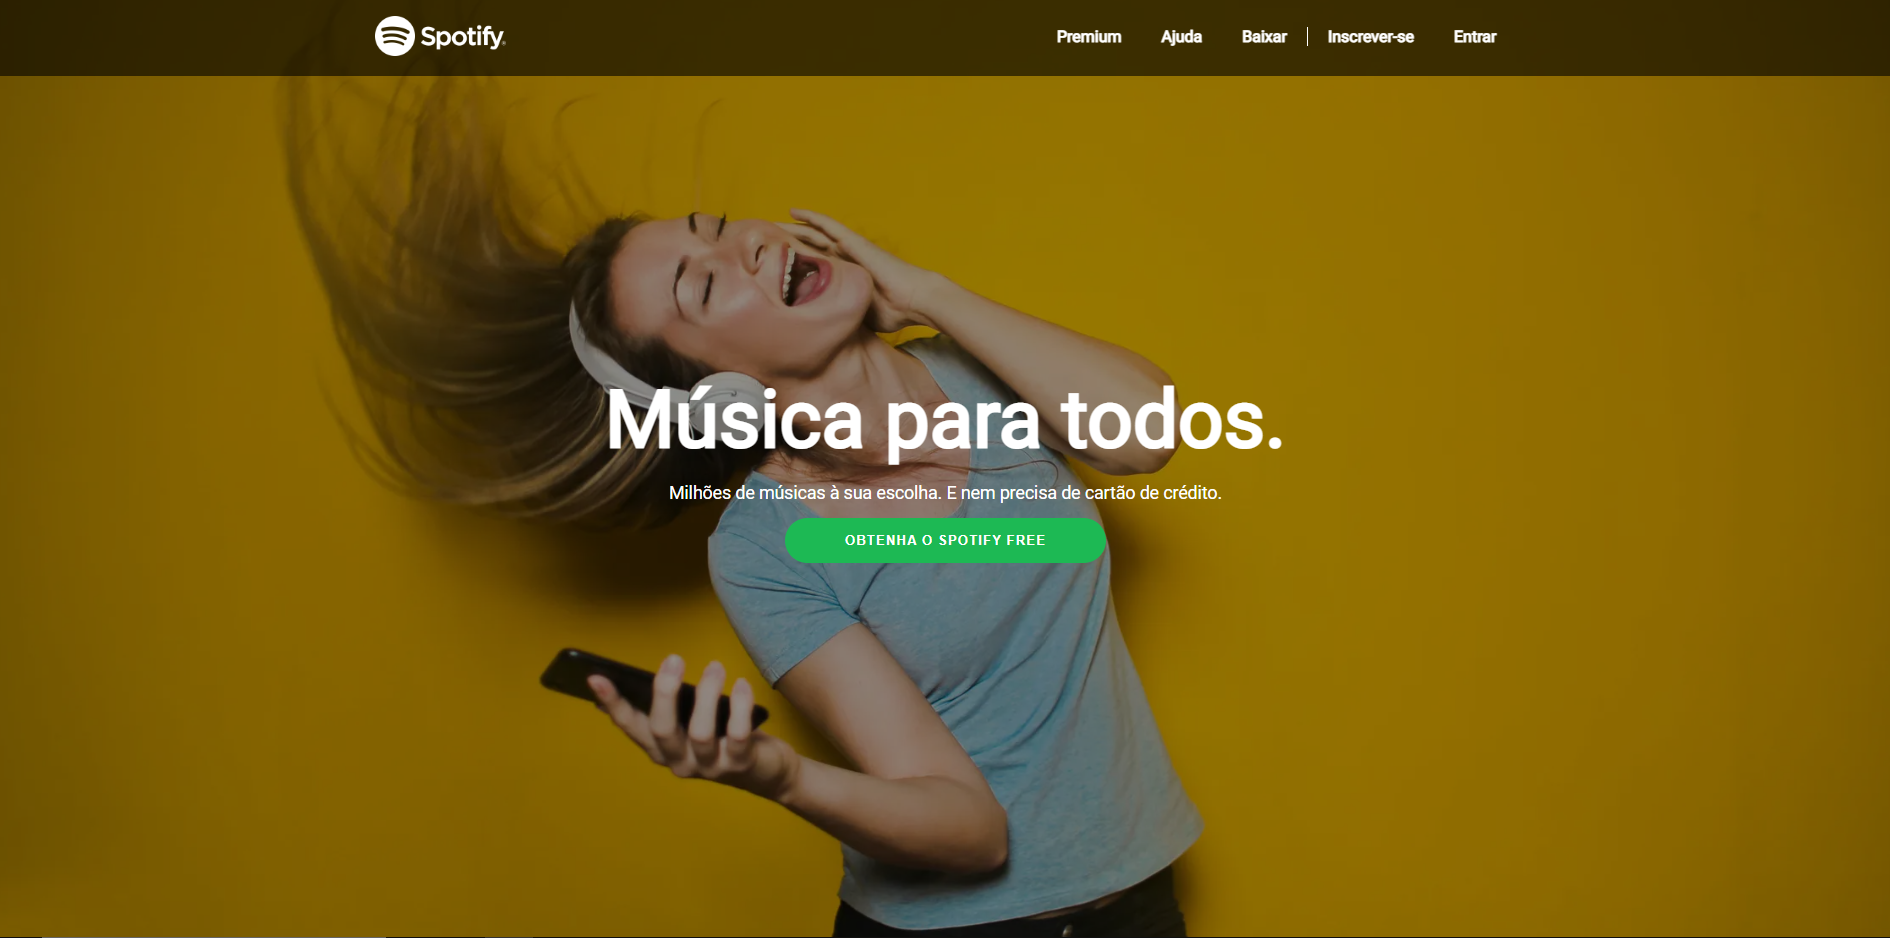 Spotify
Premium Ajuda Baixar Inscrever-se Entrar
Música para todos.
Milhões de músicas à sua escolha. E nem precisa de cartão de crédito.
OBTENHA O SPOTIFY FREE